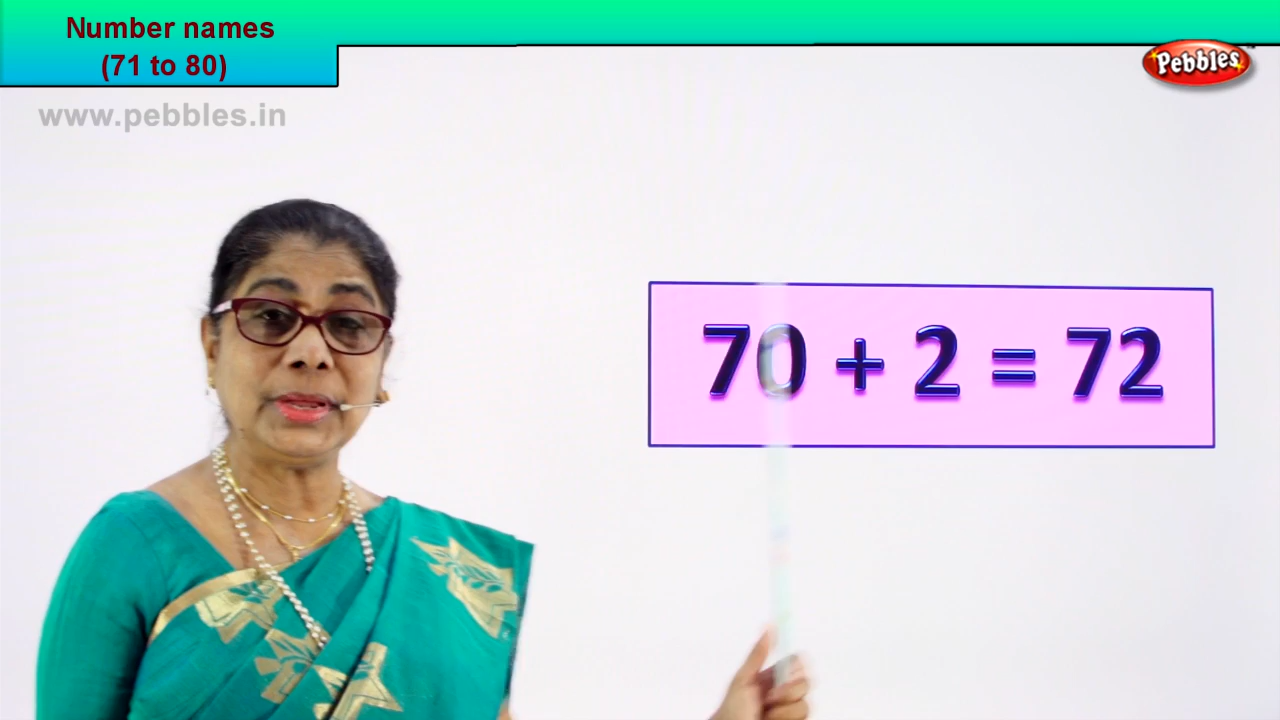 Number names
(71 to 80)
Pebbles
www.pebbles.in
70 + 2 = 72